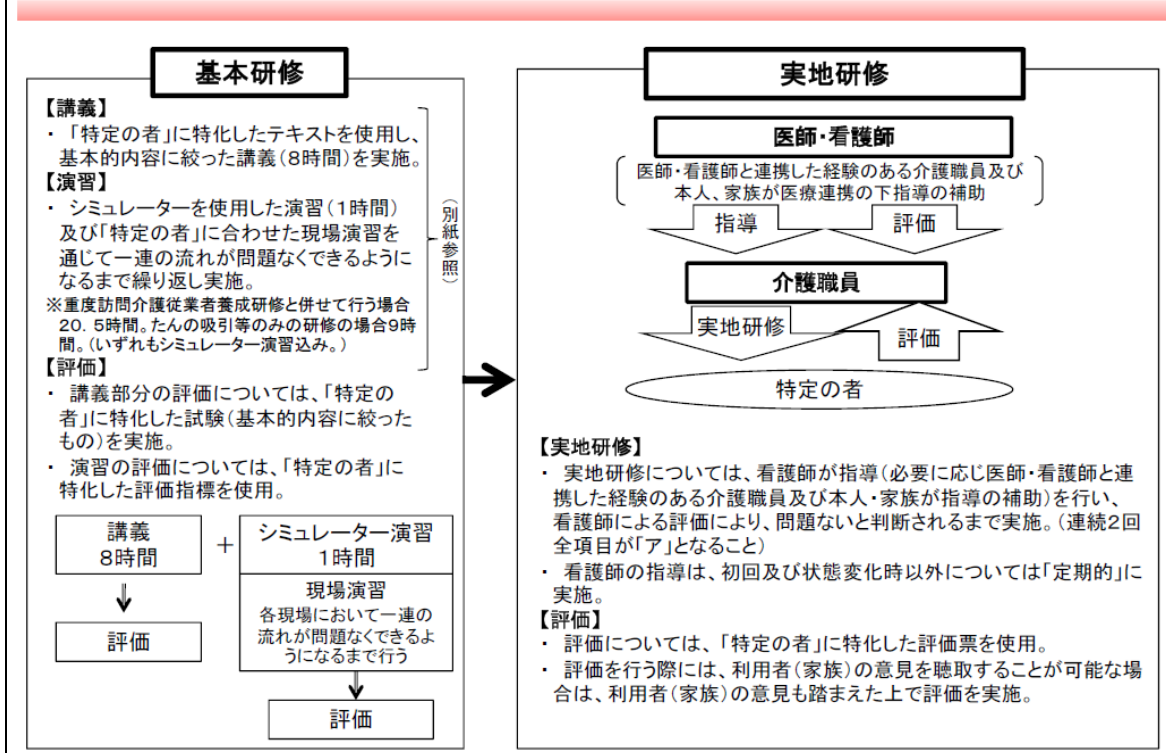 基本研修
【講義】
・ 「特定の者」に特化したテキストを使用し、
基本的内容に絞った講義(8時間)を実施。
【演習】
・ シミュレーターを使用した演習(1時間)
及び「特定の者」に合わせた現場演習を
通じて一連の流れが問題なくできるように
なるまで繰り返し実施。
※重度訪問介護従業者養成研修と併せて行う場合
20.5時間。たんの吸引等のみの研修の場合9時
間。(いずれもシミュレーター演習込み。)
【評価】
・ 講義部分の評価については、「特定の
者」に特化した試験(基本的内容に絞った
もの)を実施。
・ 演習の評価については、「特定の者」に
特化した評価指標を使用。
(別紙参照)
講義
8時間
評価
+
シミュレーター演習
1時間
現場演習
各現場において一連の
流れが問題なくできるよ
うになるまで行う
評価
実地研修
医師・看護師
医師・看護師と連携した経験のある介護職員及び
本人、家族が医療連携の下指導の補助
指導
評価
介護職員
実地研修
評価
特定の者
【実地研修】
・ 実地研修については、看護師が指導(必要に応じ医師・看護師と連
携した経験のある介護職員及び本人・家族が指導の補助)を行い、
看護師による評価により、問題ないと判断されるまで実施。(連続2回
全項目が「ア」となること)
・ 看護師の指導は、初回及び状態変化時以外については「定期的」に
実施。
【評価】
・ 評価については、「特定の者」に特化した評価票を使用。
・ 評価を行う際には、利用者(家族)の意見を聴取することが可能な場
合は、利用者(家族)の意見も踏まえた上で評価を実施。